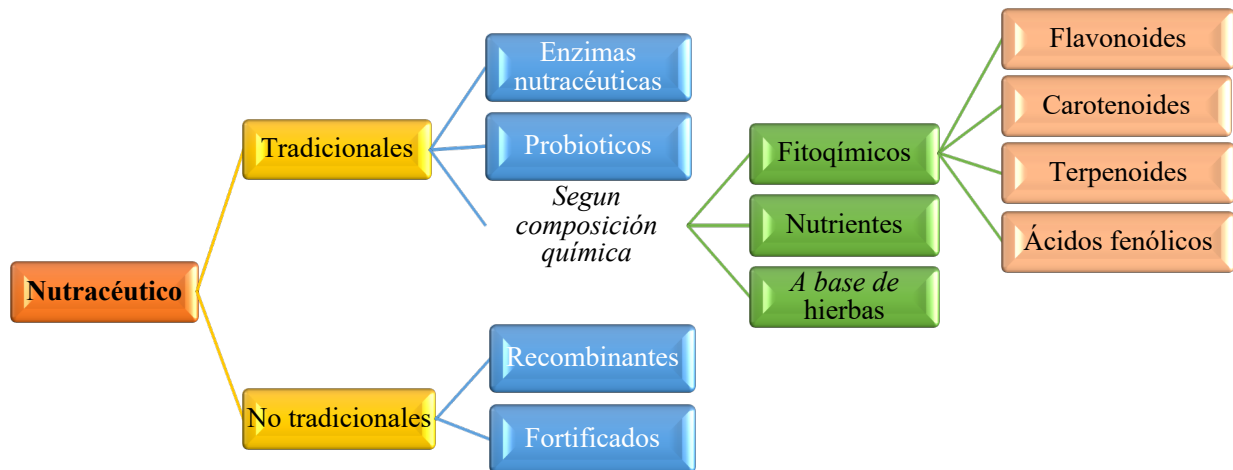 Nutracéutico
Tradicionales
No tradicionales
Enzimas
nutracéuticas
Probioticos
Segun
composición
química
Recombinantes
Fortificados
Fitoqímicos
Nutrientes
A base de
hierbas
Flavonoides
Carotenoides
Terpenoides
Ácidos fenólicos